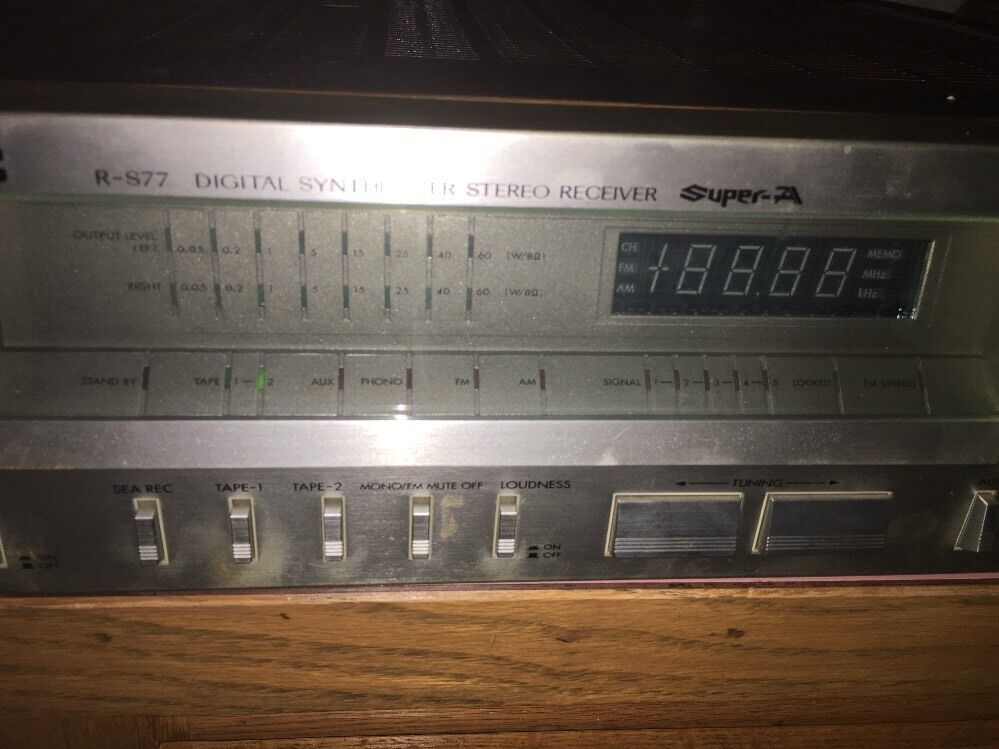 R-S77 DIGITAL STEREO RECEIVER Super-A
OUTPUT LEVEL
LEFT 0.05 0.2 1 5 15 25 40 60 (W/8Ω)
RIGHT 0.05 0.2 1 5 15 25 40 60 (W/8Ω)
CH
FM
AM
+8888
MEMO.
MHz
kHz
STAND BY TAPE 1 — 2 AUX PHONO FM AM SIGNAL 1 — 2 — 3 — 4 — 5 LOCKED FM STEREO
SEA REC TAPE-1 TAPE-2 MONO/FM MUTE OFF LOUDNESS TUNING
ON
OFF
ON
OFF